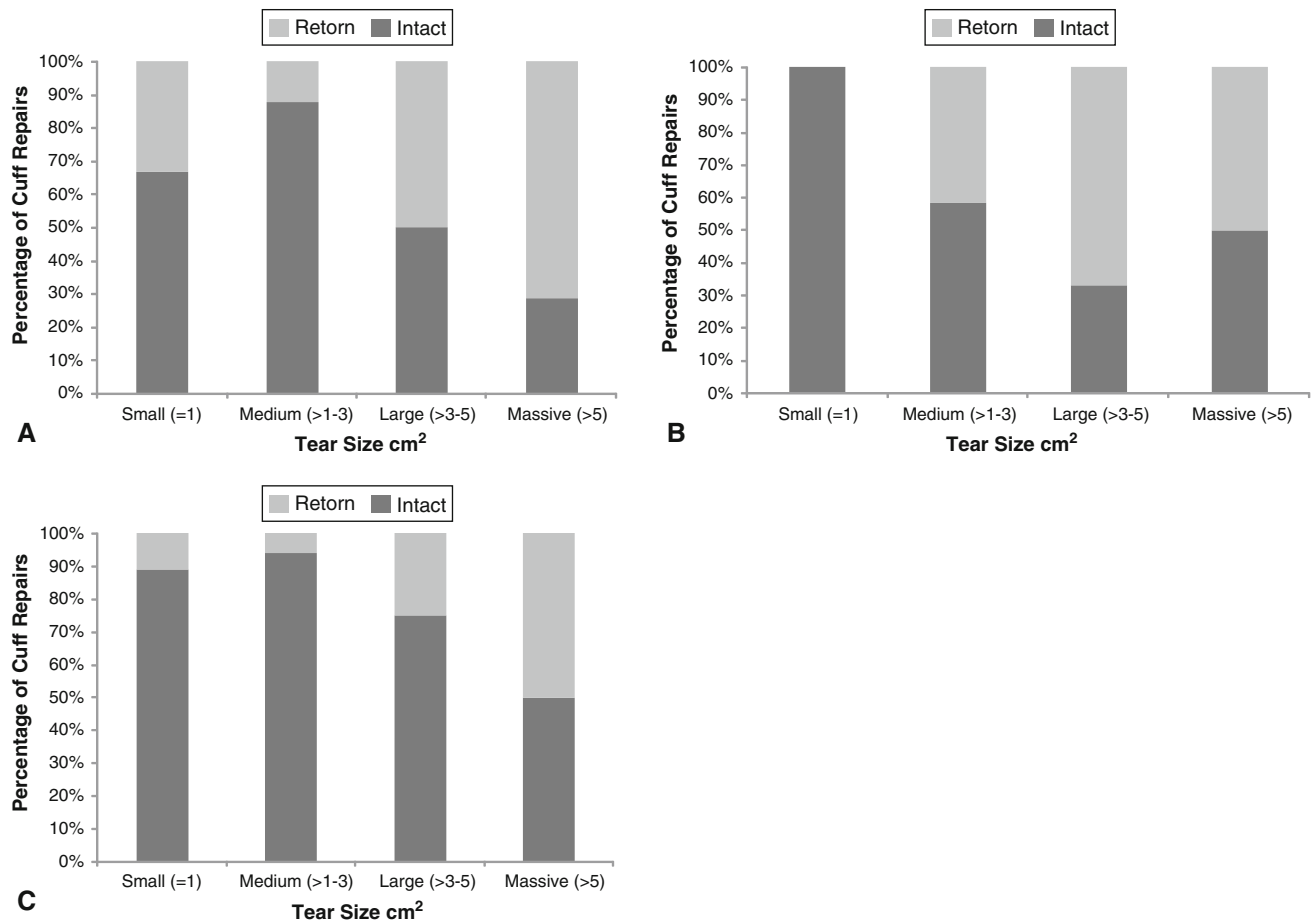 Retorn Intact
Percentage of Cuff Repairs
100%
90%
80%
70%
60%
50%
40%
30%
20%
10%
0%
Small (=1) Medium (>1-3) Large (>3-5) Massive (>5)
Tear Size cm²
A
Retorn Intact
Percentage of Cuff Repairs
100%
90%
80%
70%
60%
50%
40%
30%
20%
10%
0%
Small (=1) Medium (>1-3) Large (>3-5) Massive (>5)
Tear Size cm²
B
Retorn Intact
Percentage of Cuff Repairs
100%
90%
80%
70%
60%
50%
40%
30%
20%
10%
0%
Small (=1) Medium (>1-3) Large (>3-5) Massive (>5)
Tear Size cm²
C